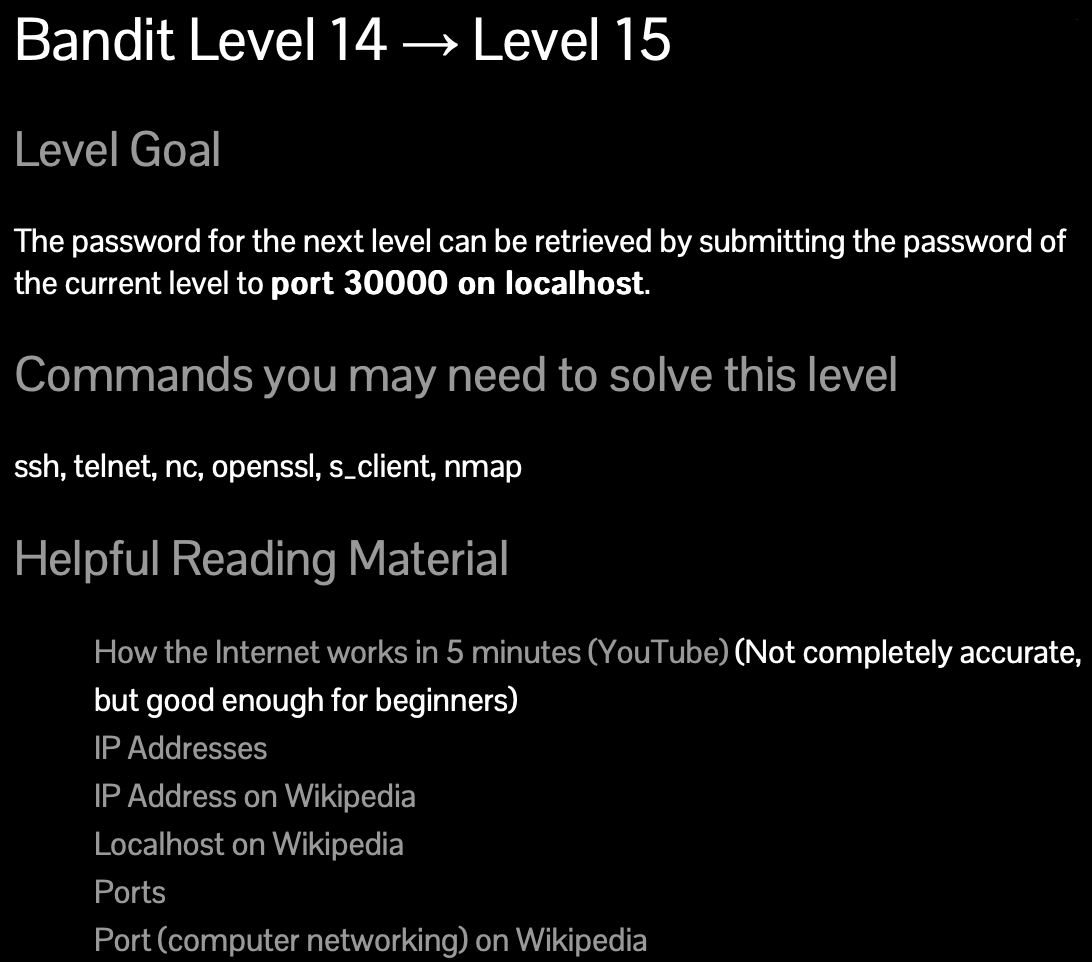 Bandit Level 14 → Level 15
Level Goal
The password for the next level can be retrieved by submitting the password of
the current level to port 30000 on localhost.
Commands you may need to solve this level
ssh, telnet, nc, openssl, s_client, nmap
Helpful Reading Material
How the Internet works in 5 minutes (YouTube) (Not completely accurate,
but good enough for beginners)
IP Addresses
IP Address on Wikipedia
Localhost on Wikipedia
Ports
Port (computer networking) on Wikipedia